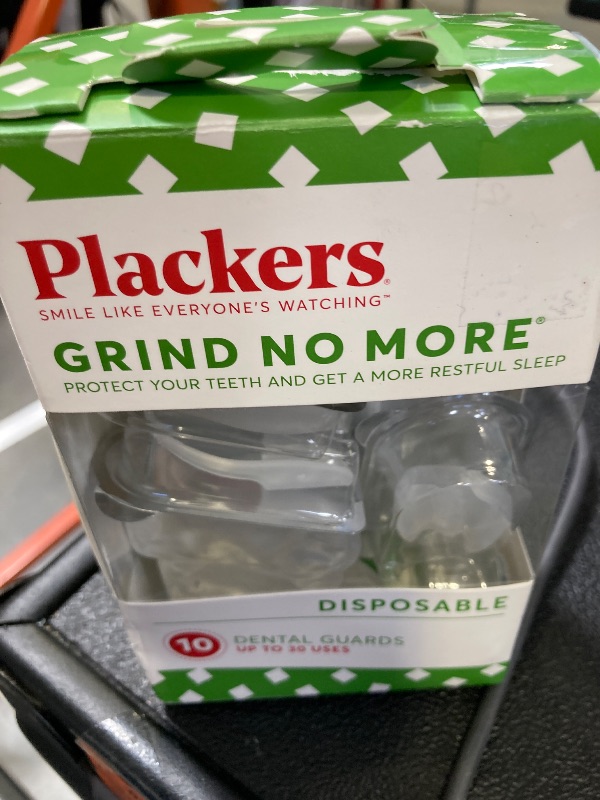 Plackers®
SMILE LIKE EVERYONE'S WATCHING™
GRIND NO MORE®
PROTECT YOUR TEETH AND GET A MORE RESTFUL SLEEP
DISPOSABLE
10 DENTAL GUARDS
UP TO 30 USES